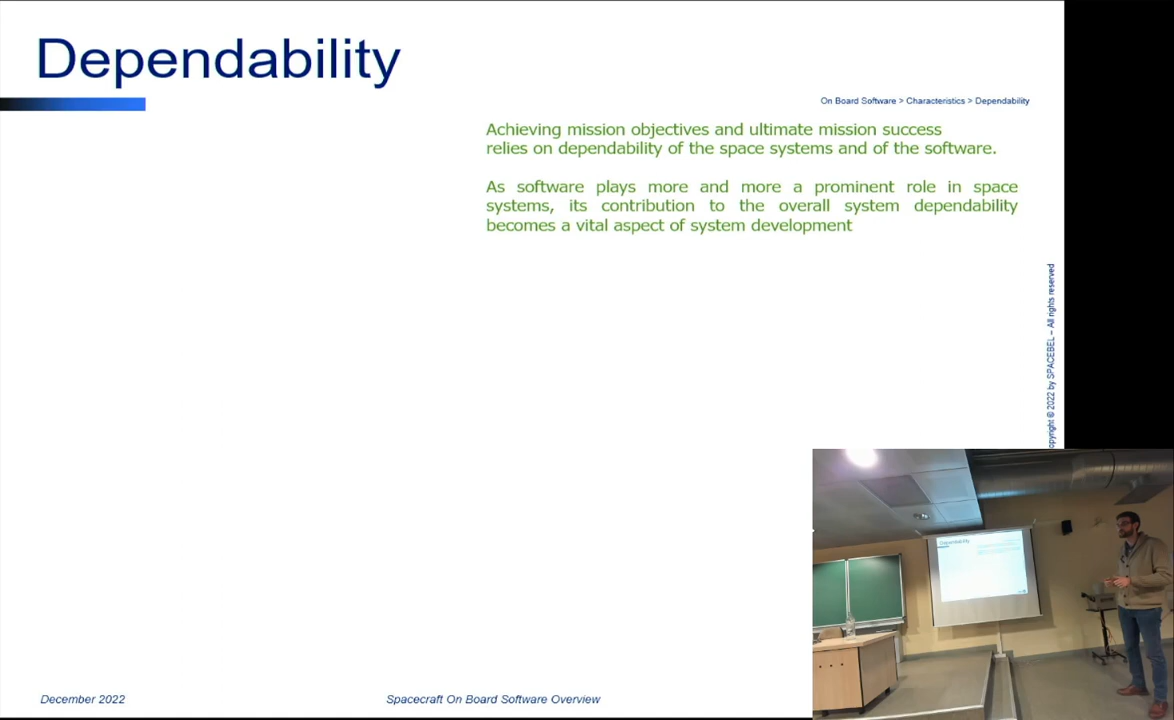 Dependability
On Board Software > Characteristics > Dependability
Achieving mission objectives and ultimate mission success
relies on dependability of the space systems and of the software.
As software plays more and more a prominent role in space
systems, its contribution to the overall system dependability
becomes a vital aspect of system development
opyright © 2022 by SPACEBEL – All rights reserved
December 2022
Spacecraft On Board Software Overview
Dependability